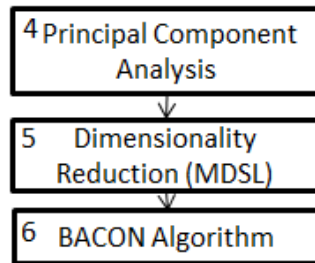 4 Principal Component
Analysis
5 Dimensionality
Reduction (MDSL)
6 BACON Algorithm